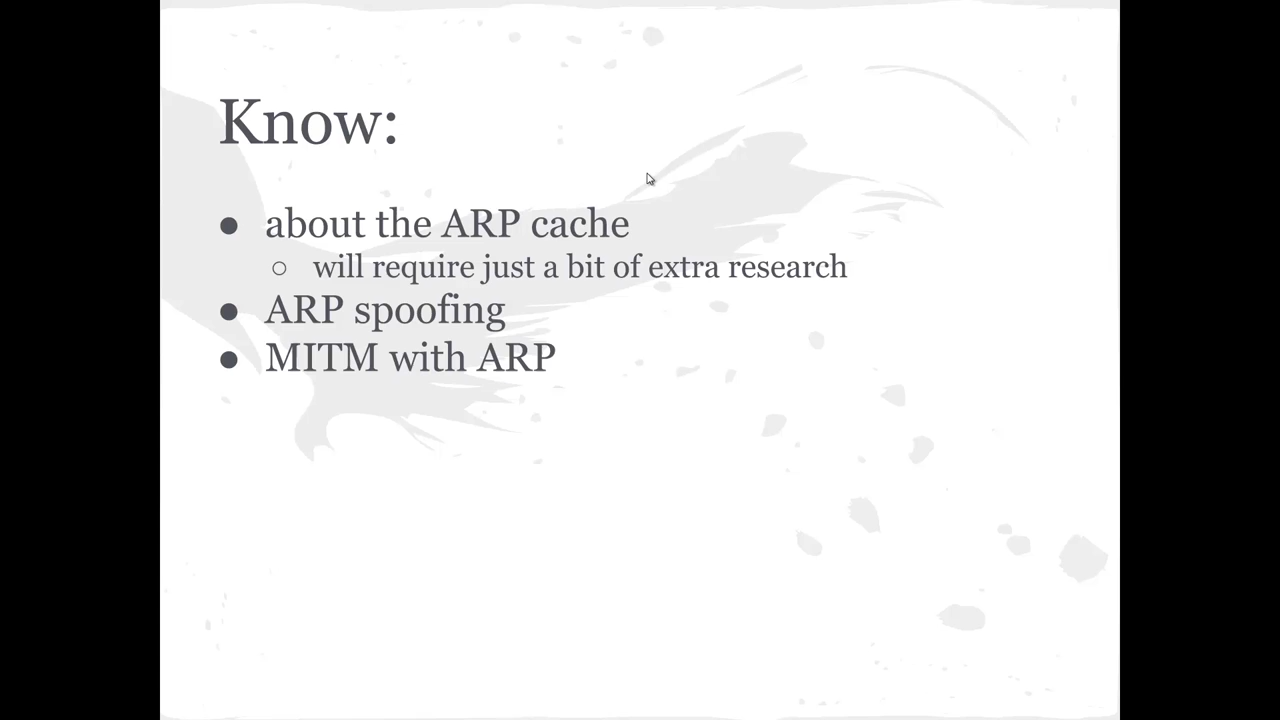 Know:
● about the ARP cache
○ will require just a bit of extra research
● ARP spoofing
● MITM with ARP